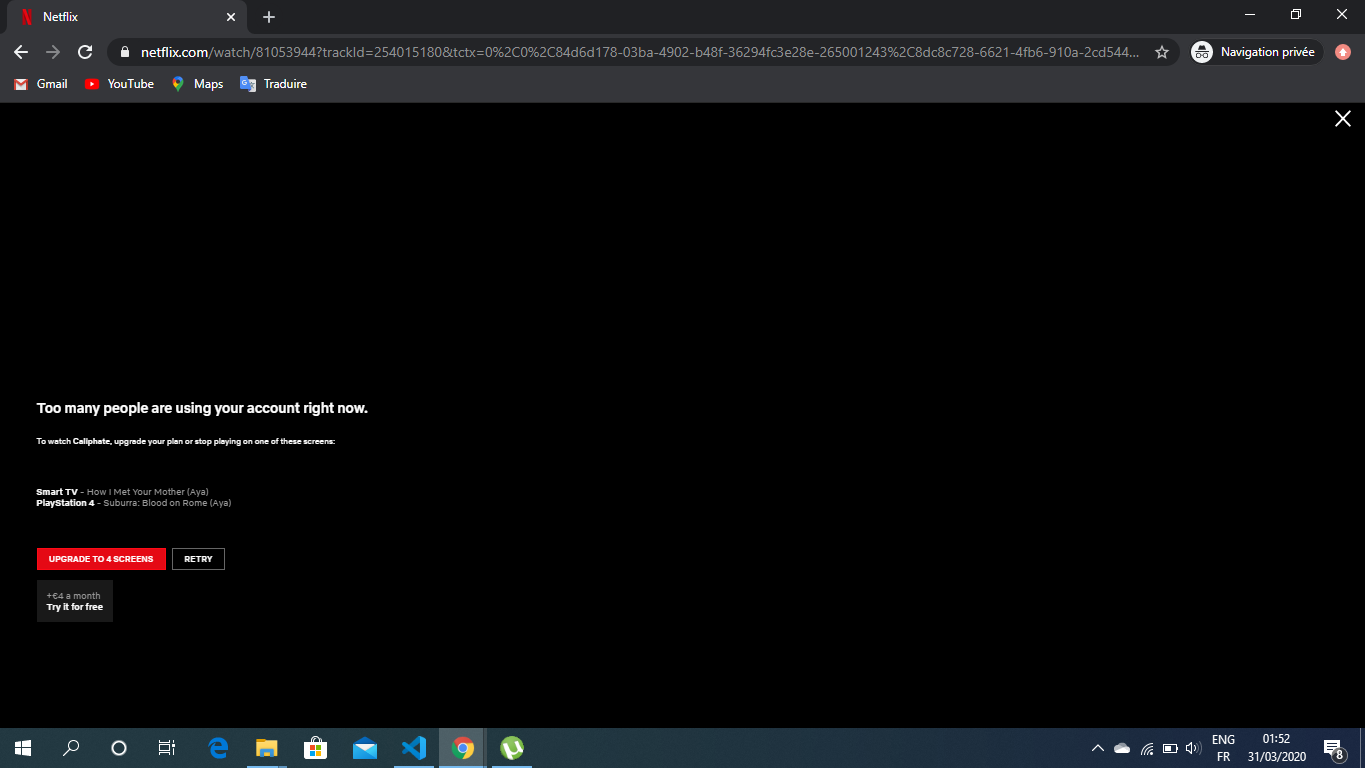 Netflix
netflix.com/watch/81053944?trackId=254015180&tctx=0%2C0%2C84d6d178-03ba-4902-b48f-36294fc3e28e-265001243%2C8dc8c728-6621-4fb6-910a-2cd544...
Navigation privée
Gmail YouTube Maps Traduire
Too many people are using your account right now.
To watch Caliphate, upgrade your plan or stop playing on one of these screens:
Smart TV - How I Met Your Mother (Aya)
PlayStation 4 - Suburra: Blood on Rome (Aya)
UPGRADE TO 4 SCREENS RETRY
+€4 a month
Try it for free
ENG 01:52
FR 31/03/2020
8